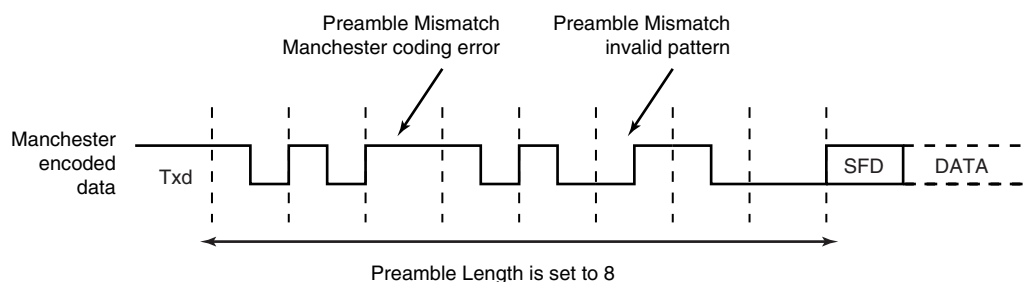 Preamble Mismatch
Manchester coding error
Preamble Mismatch
invalid pattern
Manchester
encoded
data
Txd
SFD
DATA
Preamble Length is set to 8